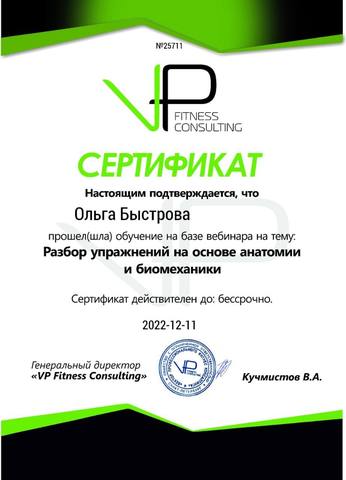 №25711
VP
FITNESS
CONSULTING
СЕРТИФИКАТ
Настоящим подтверждается, что
Ольга Быстрова
прошел(шла) обучение на базе вебинара на тему:
Разбор упражнений на основе анатомии
и биомеханики
Сертификат действителен до: бессрочно.
2022-12-11
Генеральный директор
«VP Fitness Consulting»
Кучмистов В.А.